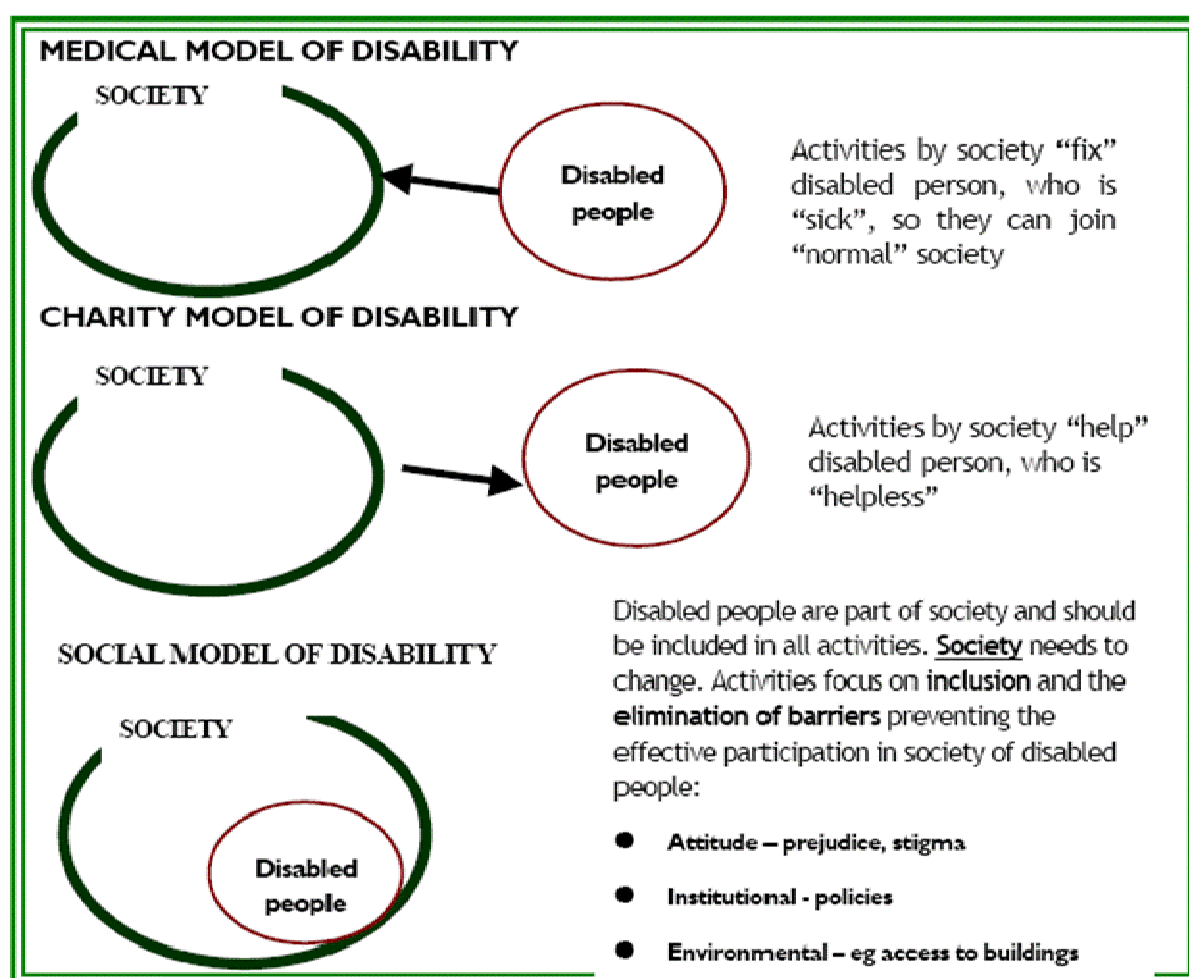 MEDICAL MODEL OF DISABILITY
SOCIETY
Disabled
people
Activities by society “fix”
disabled person, who is
“sick”, so they can join
“normal” society
CHARITY MODEL OF DISABILITY
SOCIETY
Disabled
people
Activities by society “help”
disabled person, who is
“helpless”
SOCIAL MODEL OF DISABILITY
SOCIETY
Disabled
people
Disabled people are part of society and should
be included in all activities. Society needs to
change. Activities focus on inclusion and the
elimination of barriers preventing the
effective participation in society of disabled
people:
● Attitude – prejudice, stigma
● Institutional - policies
● Environmental – eg access to buildings